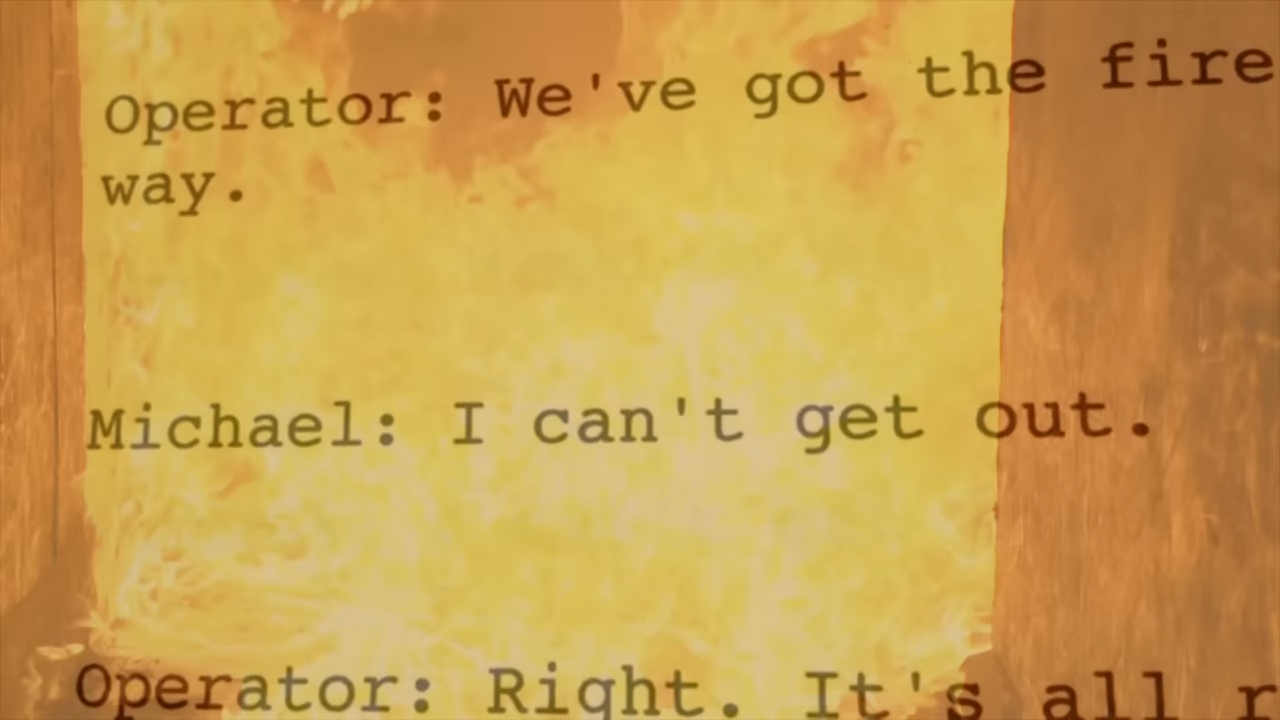 Operator: We've got the fire
way.
Michael: I can't get out.
Operator: Right. It's all